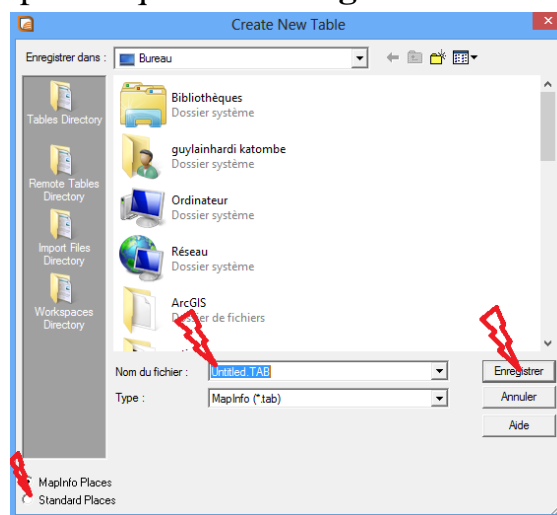 Create New Table
Enregistrer dans :
Bureau
Tables Directory
Remote Tables
Directory
Import Files
Directory
Workspaces
Directory
Bibliothèques
Dossier système
guylainhardi katombe
Dossier système
Ordinateur
Dossier système
Réseau
Dossier système
ArcGIS
Dossier de fichiers
Nom du fichier :
Untitled.TAB
Enregistrer
Type :
MapInfo (*.tab)
Annuler
Aide
MapInfo Places
Standard Places